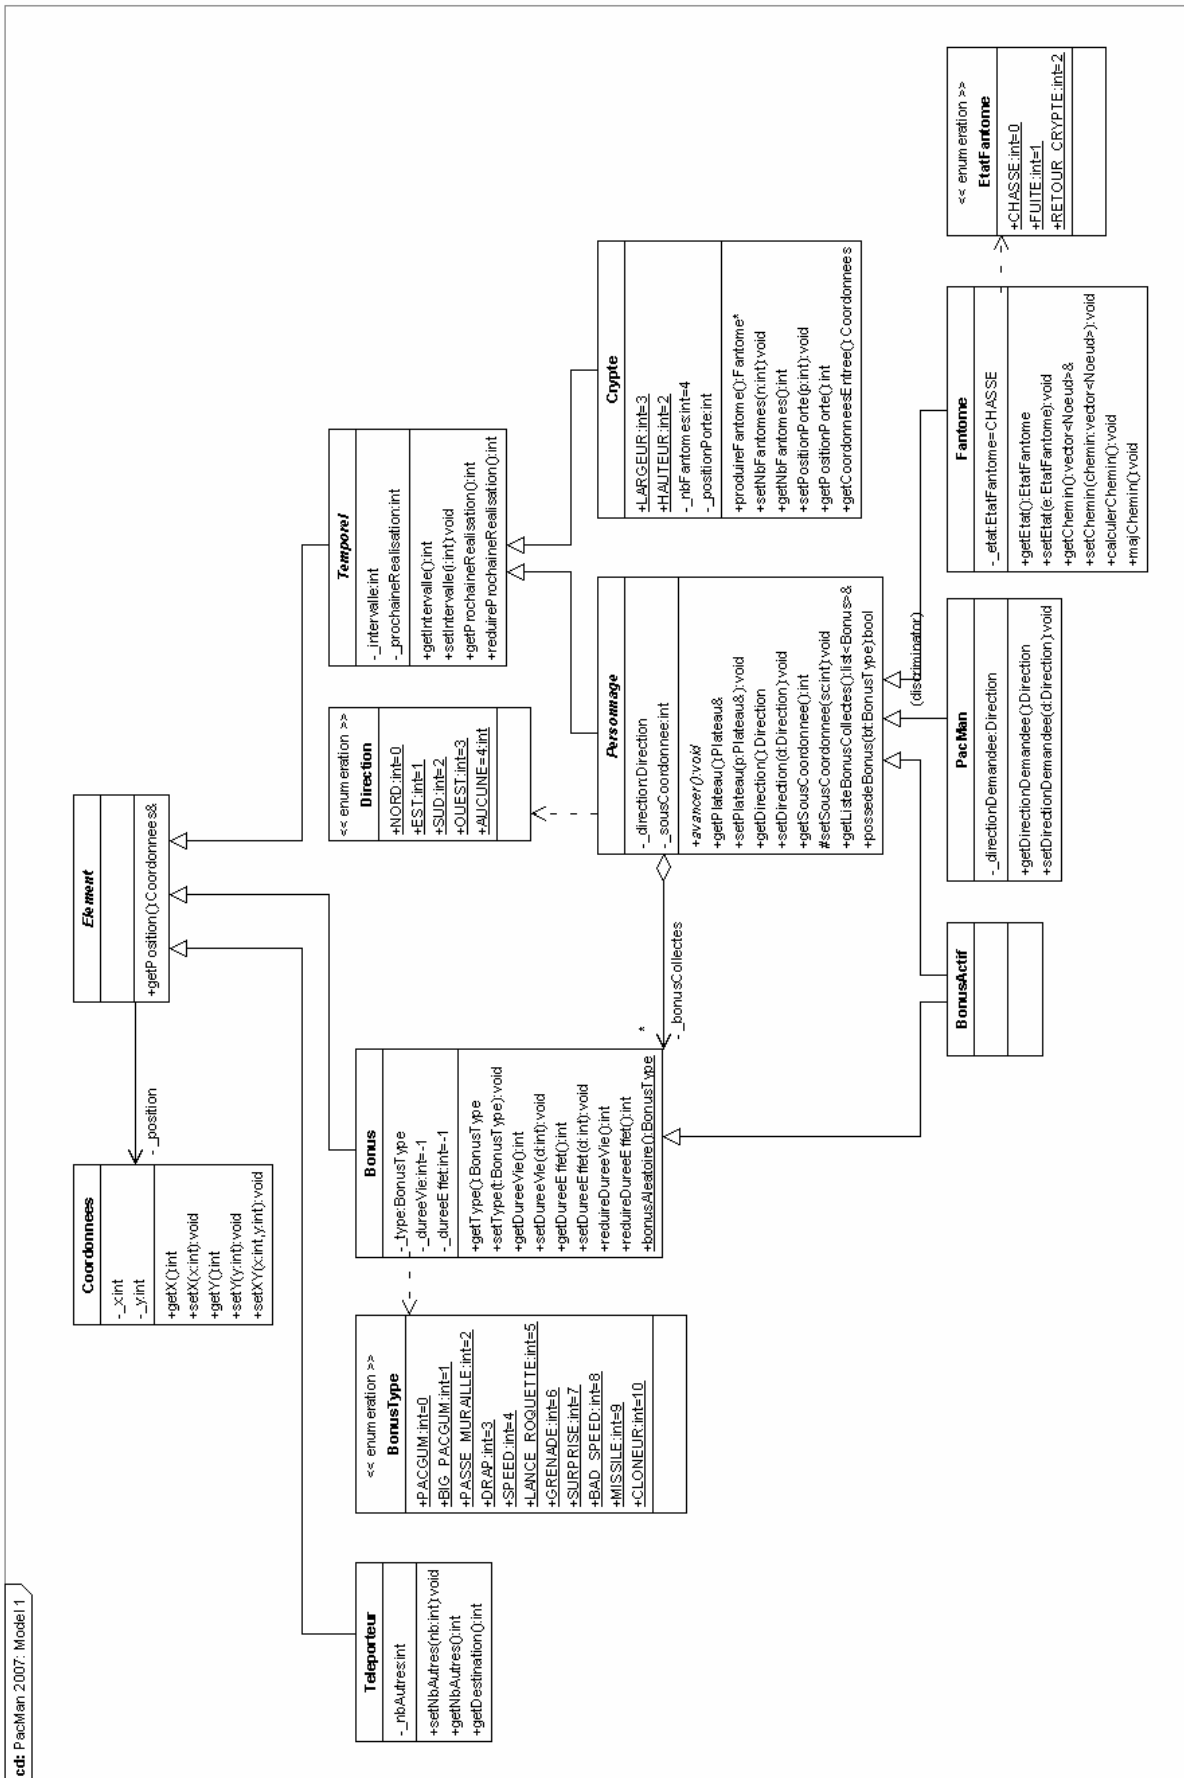 cd: PacMan 2007: Model 1
Coordonnees
-_x:int
-_y:int
+getX():int
+setX(x:int):void
+getY():int
+setY(y:int):void
+setXY(x:int,y:int):void
-_position
Element
+getPosition():Coordonnees&
Teleporteur
-_nbAutres:int
+setNbAutres(nb:int):void
+getNbAutres():int
+getDestination():int
<< enumeration >>
BonusType
+PACGUM:int=0
+BIG_PACGUM:int=1
+PASSE_MURAILLE:int=2
+DRAP:int=3
+SPEED:int=4
+LANCE_ROQUETTE:int=5
+GRENADE:int=6
+SURPRISE:int=7
+BAD_SPEED:int=8
+MISSILE:int=9
+CLONEUR:int=10
Bonus
-_type:BonusType
-_dureeVie:int=-1
-_dureeEffet:int=-1
+getType():BonusType
+setType(t:BonusType):void
+getDureeVie():int
+setDureeVie(d:int):void
+getDureeEffet():int
+setDureeEffet(d:int):void
+reduireDureeVie():int
+reduireDureeEffet():int
+bonusAleatoire():BonusType
*
-_bonusCollectes
<< enumeration >>
Direction
+NORD:int=0
+EST:int=1
+SUD:int=2
+OUEST:int=3
+AUCUNE=4:int
Temporel
-_intervalle:int
-_prochaineRealisation:int
+getIntervalle():int
+setIntervalle(i:int):void
+getProchaineRealisation():int
+reduireProchaineRealisation():int
Personnage
-_direction:Direction
-_sousCoordonnee:int
+avancer():void
+getPlateau():Plateau&
+setPlateau(p:Plateau&):void
+getDirection():Direction
+setDirection(d:Direction):void
+getSousCoordonnee():int
#setSousCoordonnee(sc:int):void
+getListeBonusCollectes():list<Bonus>&
+possedeBonus(bt:BonusType):bool
Crypte
+LARGEUR:int=3
+HAUTEUR:int=2
-_nbFantomes:int=4
-_positionPorte:int
+produireFantome():Fantome*
+setNbFantomes(n:int):void
+getNbFantomes():int
+setPositionPorte(p:int):void
+getPositionPorte():int
+getCoordonneesEntree():Coordonnees
(discriminator)
BonusActif
PacMan
-_directionDemandee:Direction
+getDirectionDemandee():Direction
+setDirectionDemandee(d:Direction):void
Fantome
-_etat:EtatFantome=CHASSE
+getEtat():EtatFantome
+setEtat(e:EtatFantome):void
+getChemin():vector<Noeud>&
+setChemin(chemin:vector<Noeud>):void
+calculerChemin():void
+majChemin():void
<< enumeration >>
EtatFantome
+CHASSE:int=0
+FUITE:int=1
+RETOUR_CRYPTE:int=2